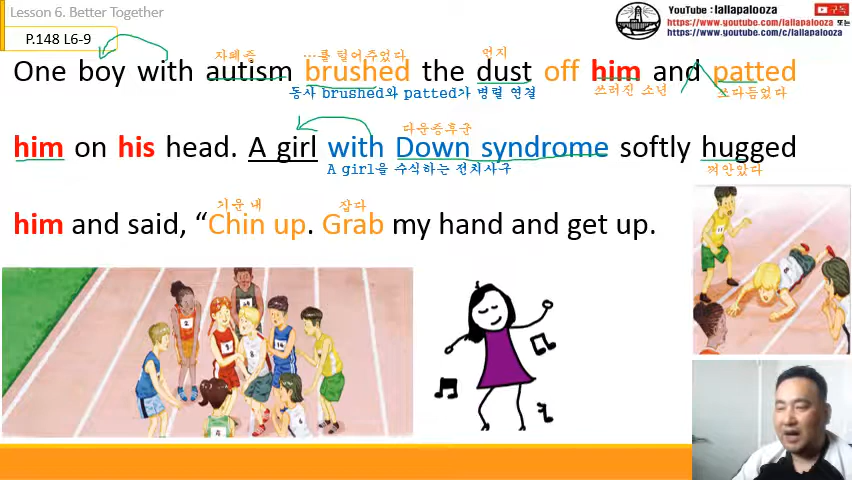 Lesson 6. Better Together
P.148 L6-9
YouTube : lallapalooza
구독
https://www.youtube.com/lallapalooza 또는
https://www.youtube.com/c/lallapalooza
자폐증 …를 털어주었다 먼지
One boy with autism brushed the dust off him and patted
동사 brushed와 patted가 병렬 연결 쓰러진 소년 쓰다듬었다
다운증후군
him on his head. A girl with Down syndrome softly hugged
A girl을 수식하는 전치사구 껴안았다
기운 내 잡다
him and said, “Chin up. Grab my hand and get up.